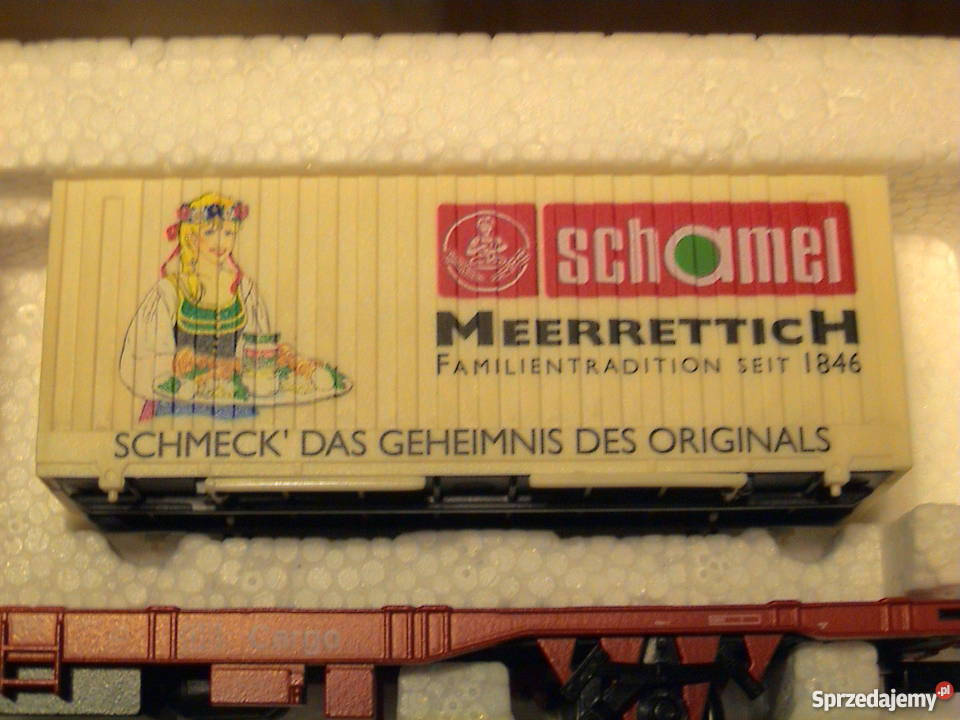 schamel
MEERRETTICH
FAMILIENTRADITION SEIT 1846
SCHMECK' DAS GEHEIMNIS DES ORIGINALS
Cargo
Sprzedajemy.pl